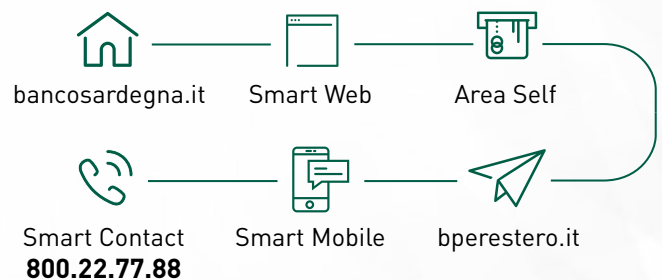 bancosardegna.it
Smart Web
Area Self
Smart Contact
800.22.77.88
Smart Mobile
bperestero.it